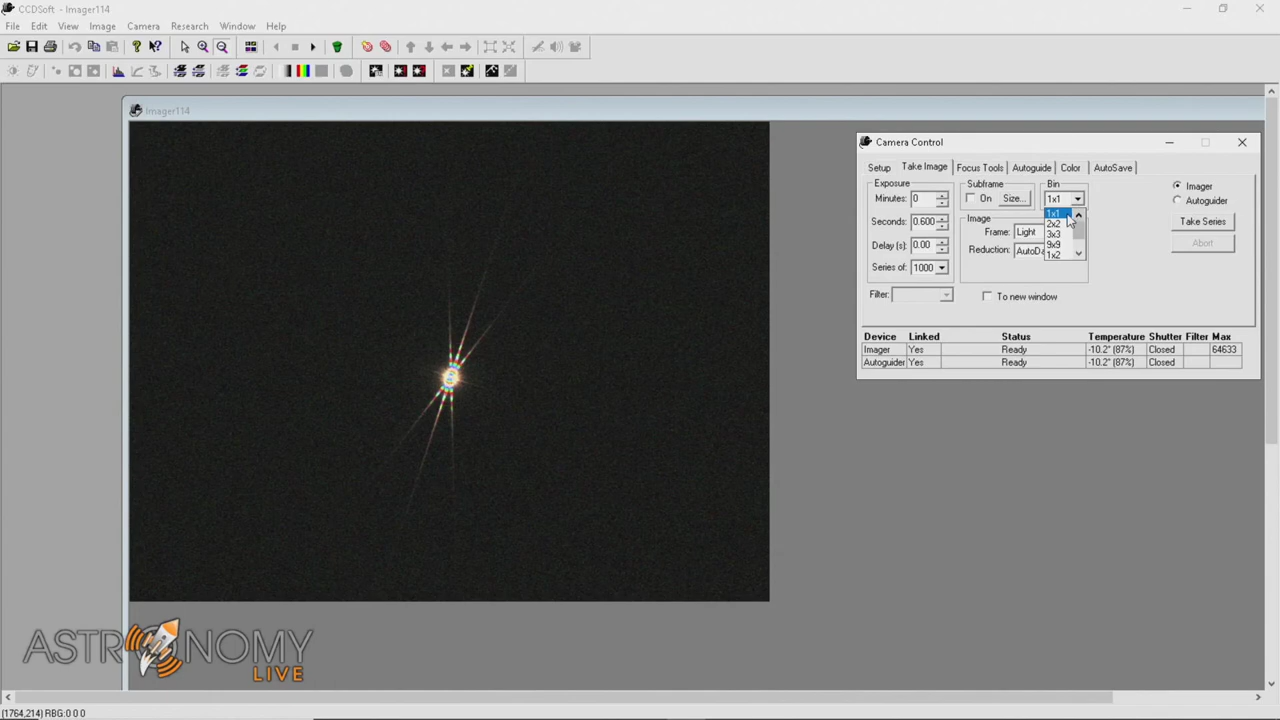 CCDSoft - Imager114
File Edit View Image Camera Research Window Help
Imager114
Camera Control
Setup Take Image Focus Tools Autoguide Color AutoSave
Exposure Subframe Bin
Minutes: 0 On Size... 1x1 Imager
Autoguider
1x1
Seconds: 0.600 Image 2x2 Take Series
Frame: Light 3x3
Delay (s): 0.00 9x9 Abort
Reduction: AutoDa 1x2
Series of: 1000
Filter: To new window
Device Linked Status Temperature Shutter Filter Max
Imager Yes Ready -10.2° (87%) Closed 64633
Autoguider Yes Ready -10.2° (87%) Closed
ASTRONOMY
LIVE
(1764,214) RBG:0 0 0